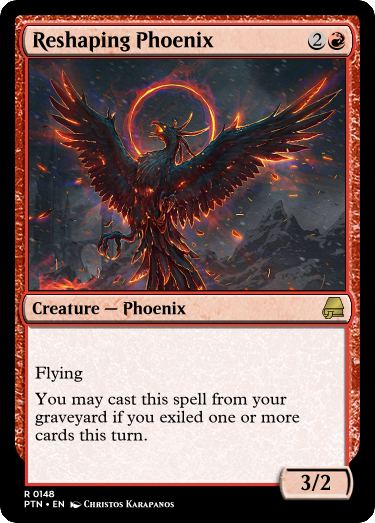 Reshaping Phoenix 2
Creature — Phoenix
Flying
You may cast this spell from your
graveyard if you exiled one or more
cards this turn.
3/2
R 0148
PTN • EN Christos Karapanos